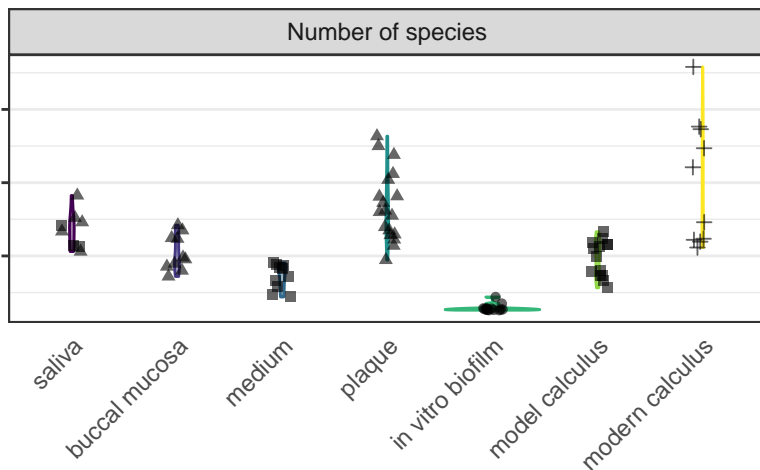 Number of species
saliva
buccal mucosa
medium
plaque
in vitro biofilm
model calculus
modern calculus